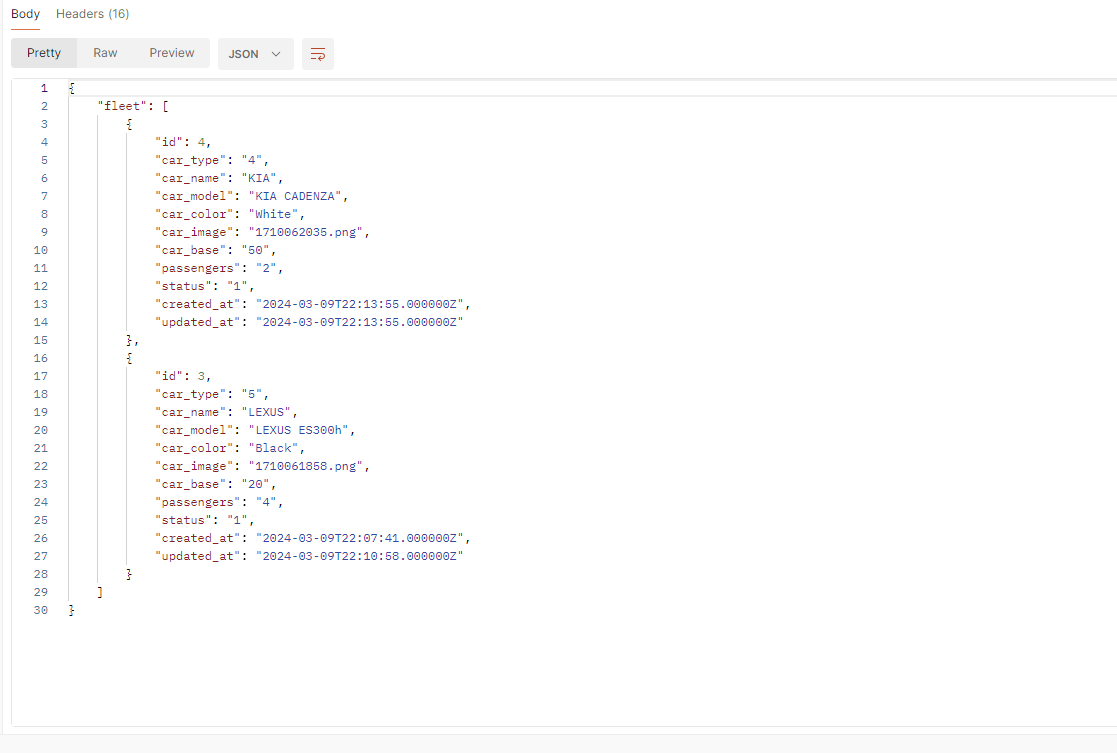 Body Headers (16)
Pretty Raw Preview JSON
1 {
2 "fleet": [
3 {
4 "id": 4,
5 "car_type": "4",
6 "car_name": "KIA",
7 "car_model": "KIA CADENZA",
8 "car_color": "White",
9 "car_image": "1710062035.png",
10 "car_base": "50",
11 "passengers": "2",
12 "status": "1",
13 "created_at": "2024-03-09T22:13:55.000000Z",
14 "updated_at": "2024-03-09T22:13:55.000000Z"
15 },
16 {
17 "id": 3,
18 "car_type": "5",
19 "car_name": "LEXUS",
20 "car_model": "LEXUS ES300h",
21 "car_color": "Black",
22 "car_image": "1710061858.png",
23 "car_base": "20",
24 "passengers": "4",
25 "status": "1",
26 "created_at": "2024-03-09T22:07:41.000000Z",
27 "updated_at": "2024-03-09T22:10:58.000000Z"
28 }
29 ]
30 }